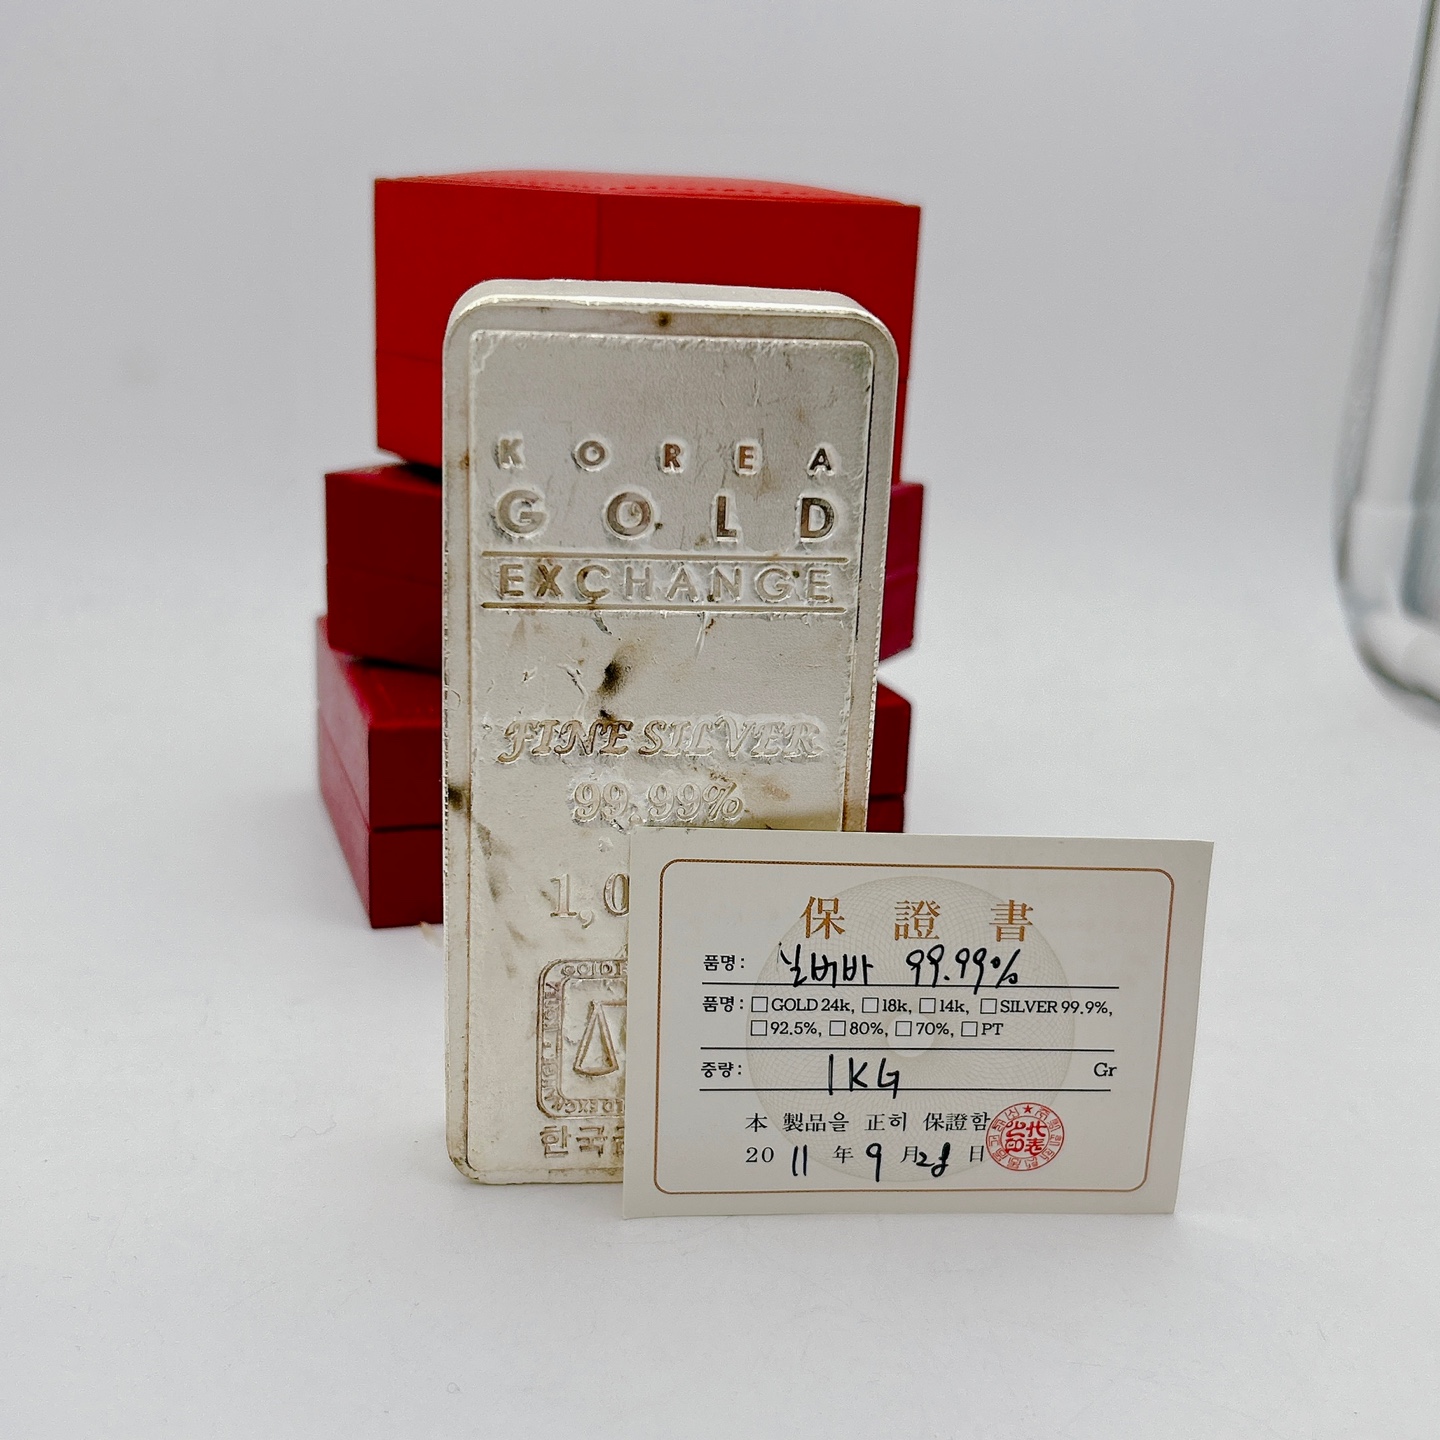 KOREA
GOLD
EXCHANGE
FINE SILVER
99.99%
1,0
한국
保 證 書
품명: 실버바 99.99%
품명: □GOLD 24k, □18k, □14k, □SILVER 99.9%,
□92.5%, □80%, □70%, □PT
중량: 1KG Gr
本 製品을 正히 保證함
2011 年 9 月 28 日
代表